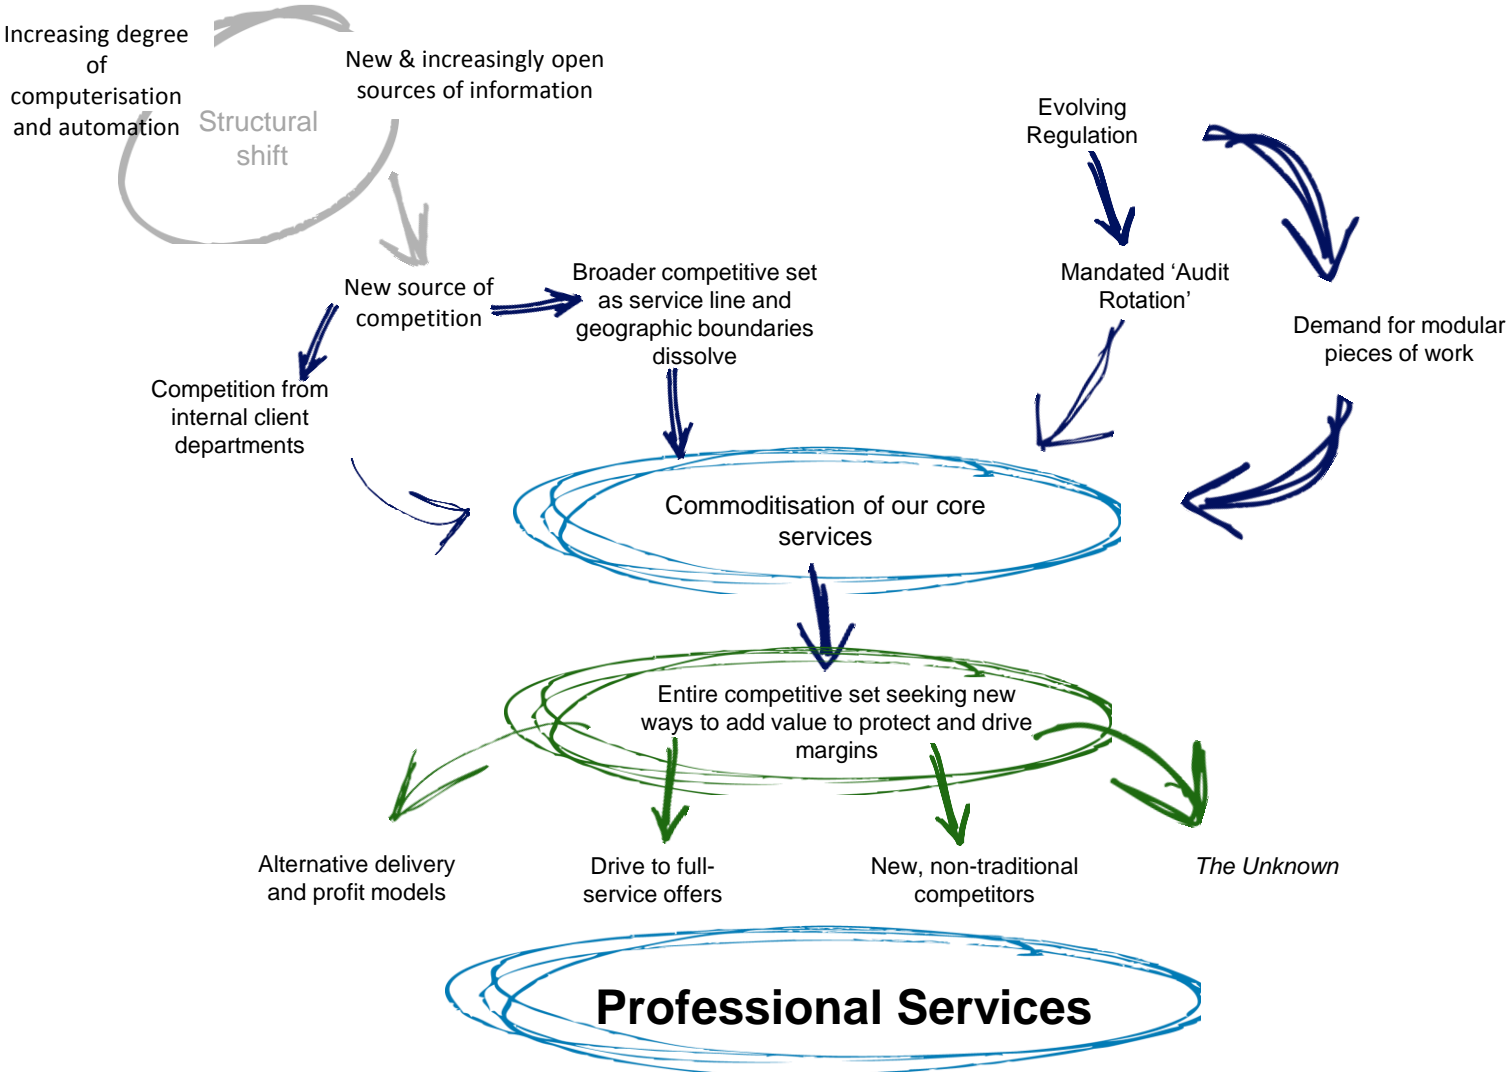 Increasing degree
of
computerisation
and automation
Structural
shift
New & increasingly open
sources of information
Evolving
Regulation
New source of
competition
Broader competitive set
as service line and
geographic boundaries
dissolve
Mandated ‘Audit
Rotation’
Demand for modular
pieces of work
Competition from
internal client
departments
Commoditisation of our core
services
Entire competitive set seeking new
ways to add value to protect and drive
margins
Alternative delivery
and profit models
Drive to full-
service offers
New, non-traditional
competitors
The Unknown
Professional Services